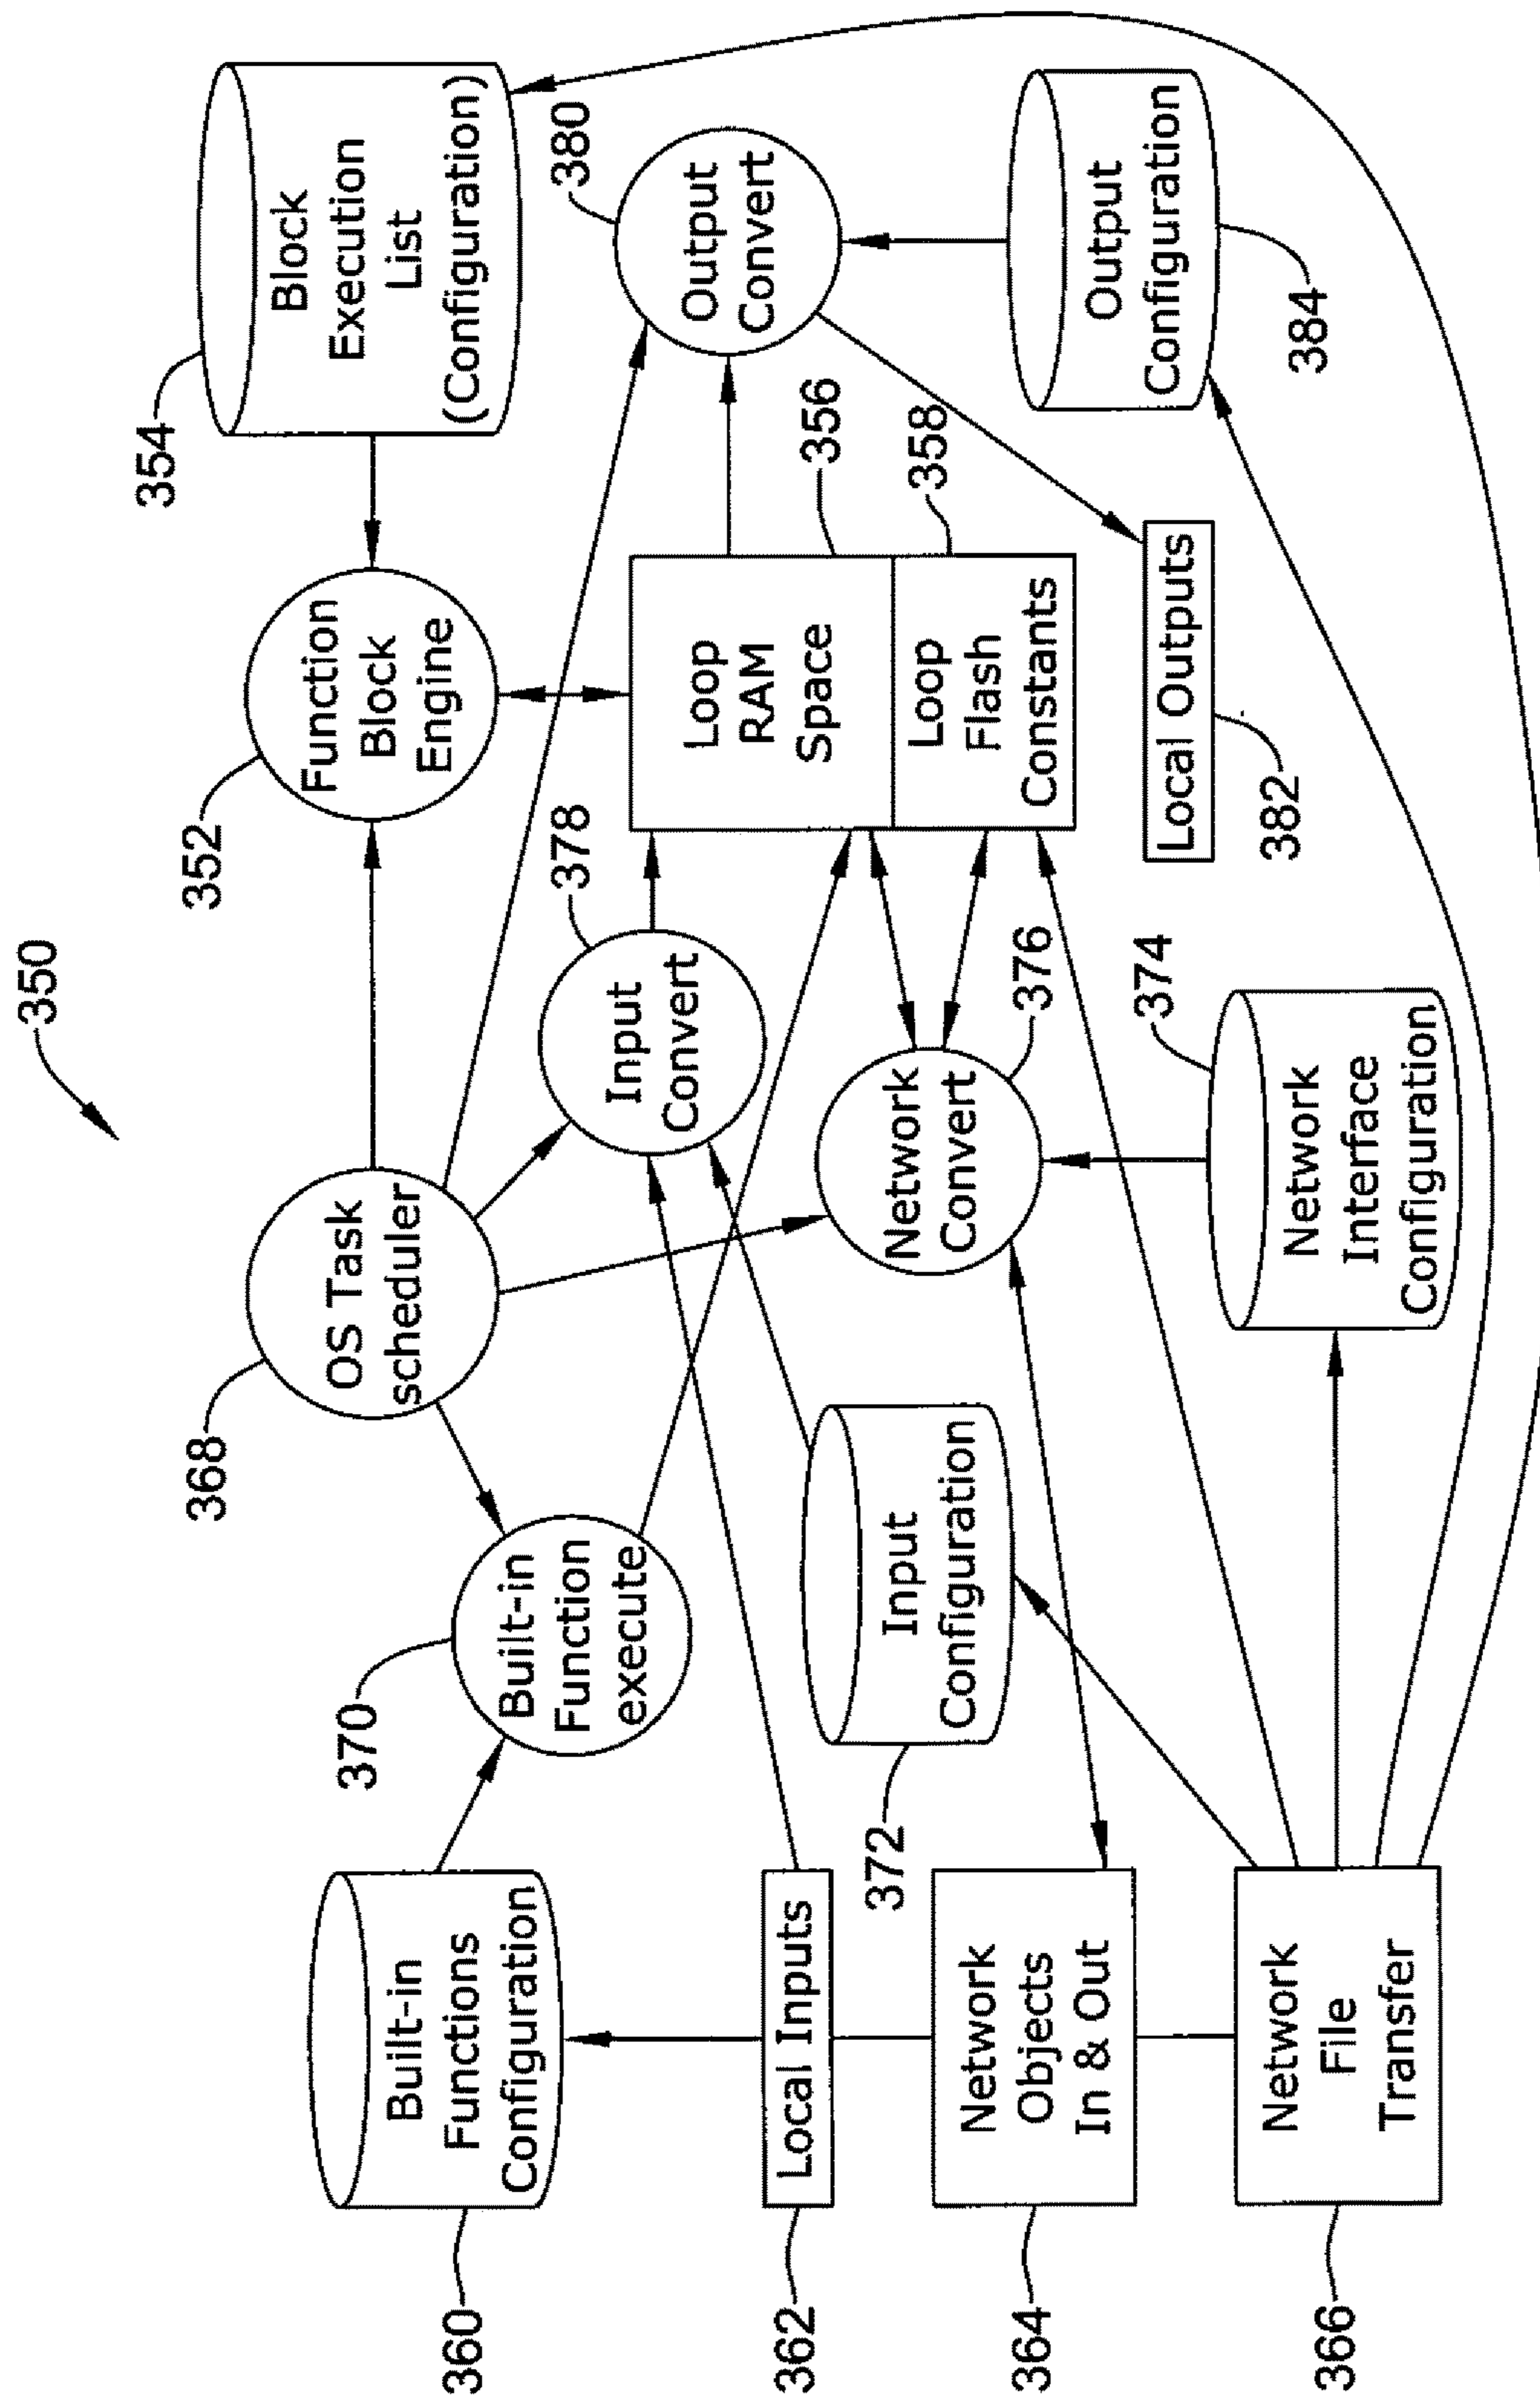 350
354
Block
Execution
List
(Configuration)
352
Function
Block
Engine
368
OS Task
scheduler
360
Built-in
Functions
Configuration
370
Built-in
Function
execute
378
Input
Convert
380
Output
Convert
356
Loop
RAM
Space
358
Loop
Flash
Constants
362
Local Inputs
372
Input
Configuration
376
Network
Convert
364
Network
Objects
In & Out
382
Local Outputs
384
Output
Configuration
374
Network
Interface
Configuration
366
Network
File
Transfer